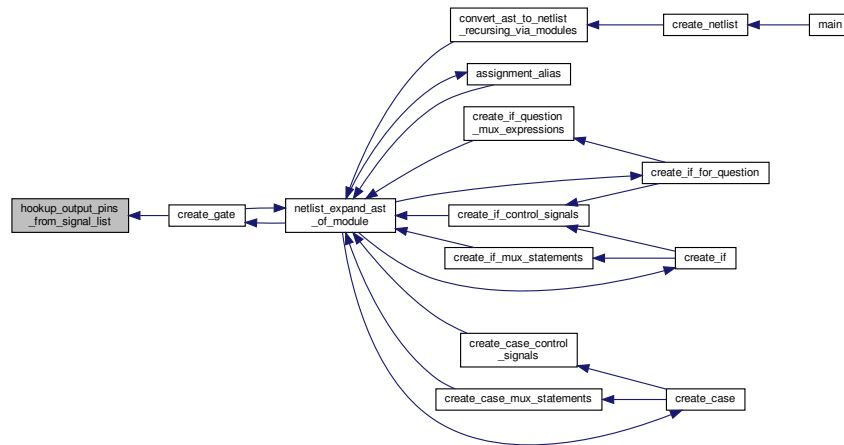 convert_ast_to_netlist
_recursing_via_modules
create_netlist
main
assignment_alias
create_if_question
_mux_expressions
create_if_for_question
hookup_output_pins
_from_signal_list
create_gate
netlist_expand_ast
_of_module
create_if_control_signals
create_if_mux_statements
create_if
create_case_control
_signals
create_case_mux_statements
create_case